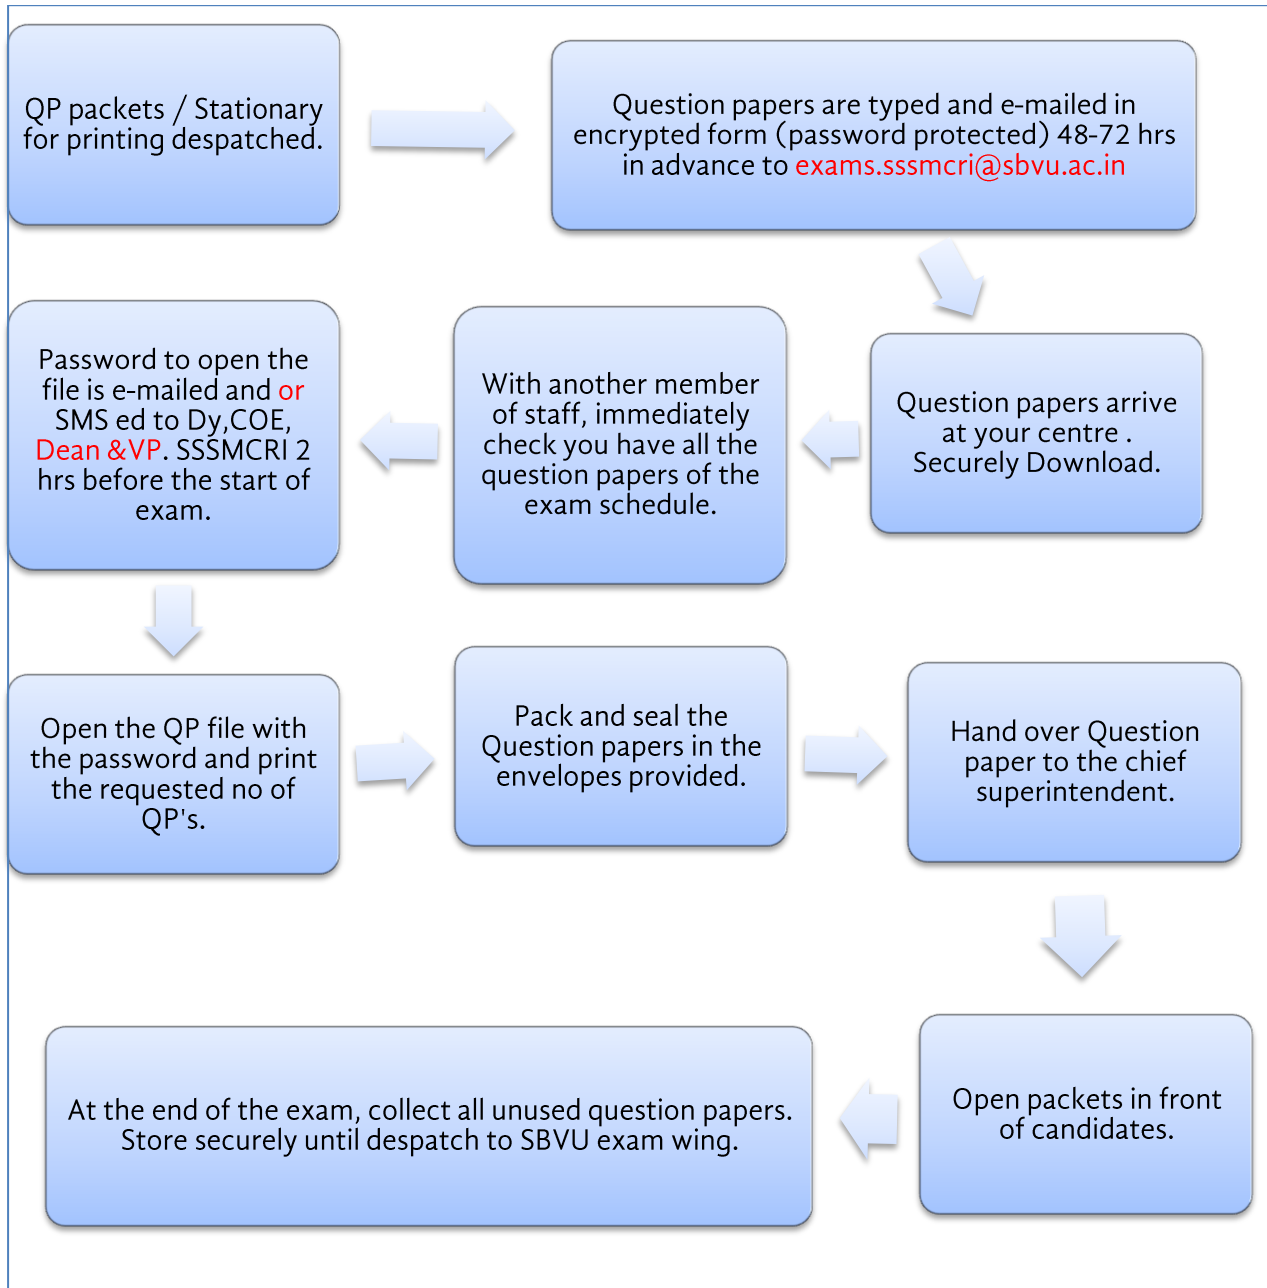 QP packets / Stationary
for printing despatched.
Question papers are typed and e-mailed in
encrypted form (password protected) 48-72 hrs
in advance to exams.sssmcri@sbvu.ac.in
Question papers arrive
at your centre .
Securely Download.
With another member
of staff, immediately
check you have all the
question papers of the
exam schedule.
Password to open the
file is e-mailed and or
SMS ed to Dy,COE,
Dean &VP. SSSMCRI 2
hrs before the start of
exam.
Open the QP file with
the password and print
the requested no of
QP's.
Pack and seal the
Question papers in the
envelopes provided.
Hand over Question
paper to the chief
superintendent.
Open packets in front
of candidates.
At the end of the exam, collect all unused question papers.
Store securely until despatch to SBVU exam wing.